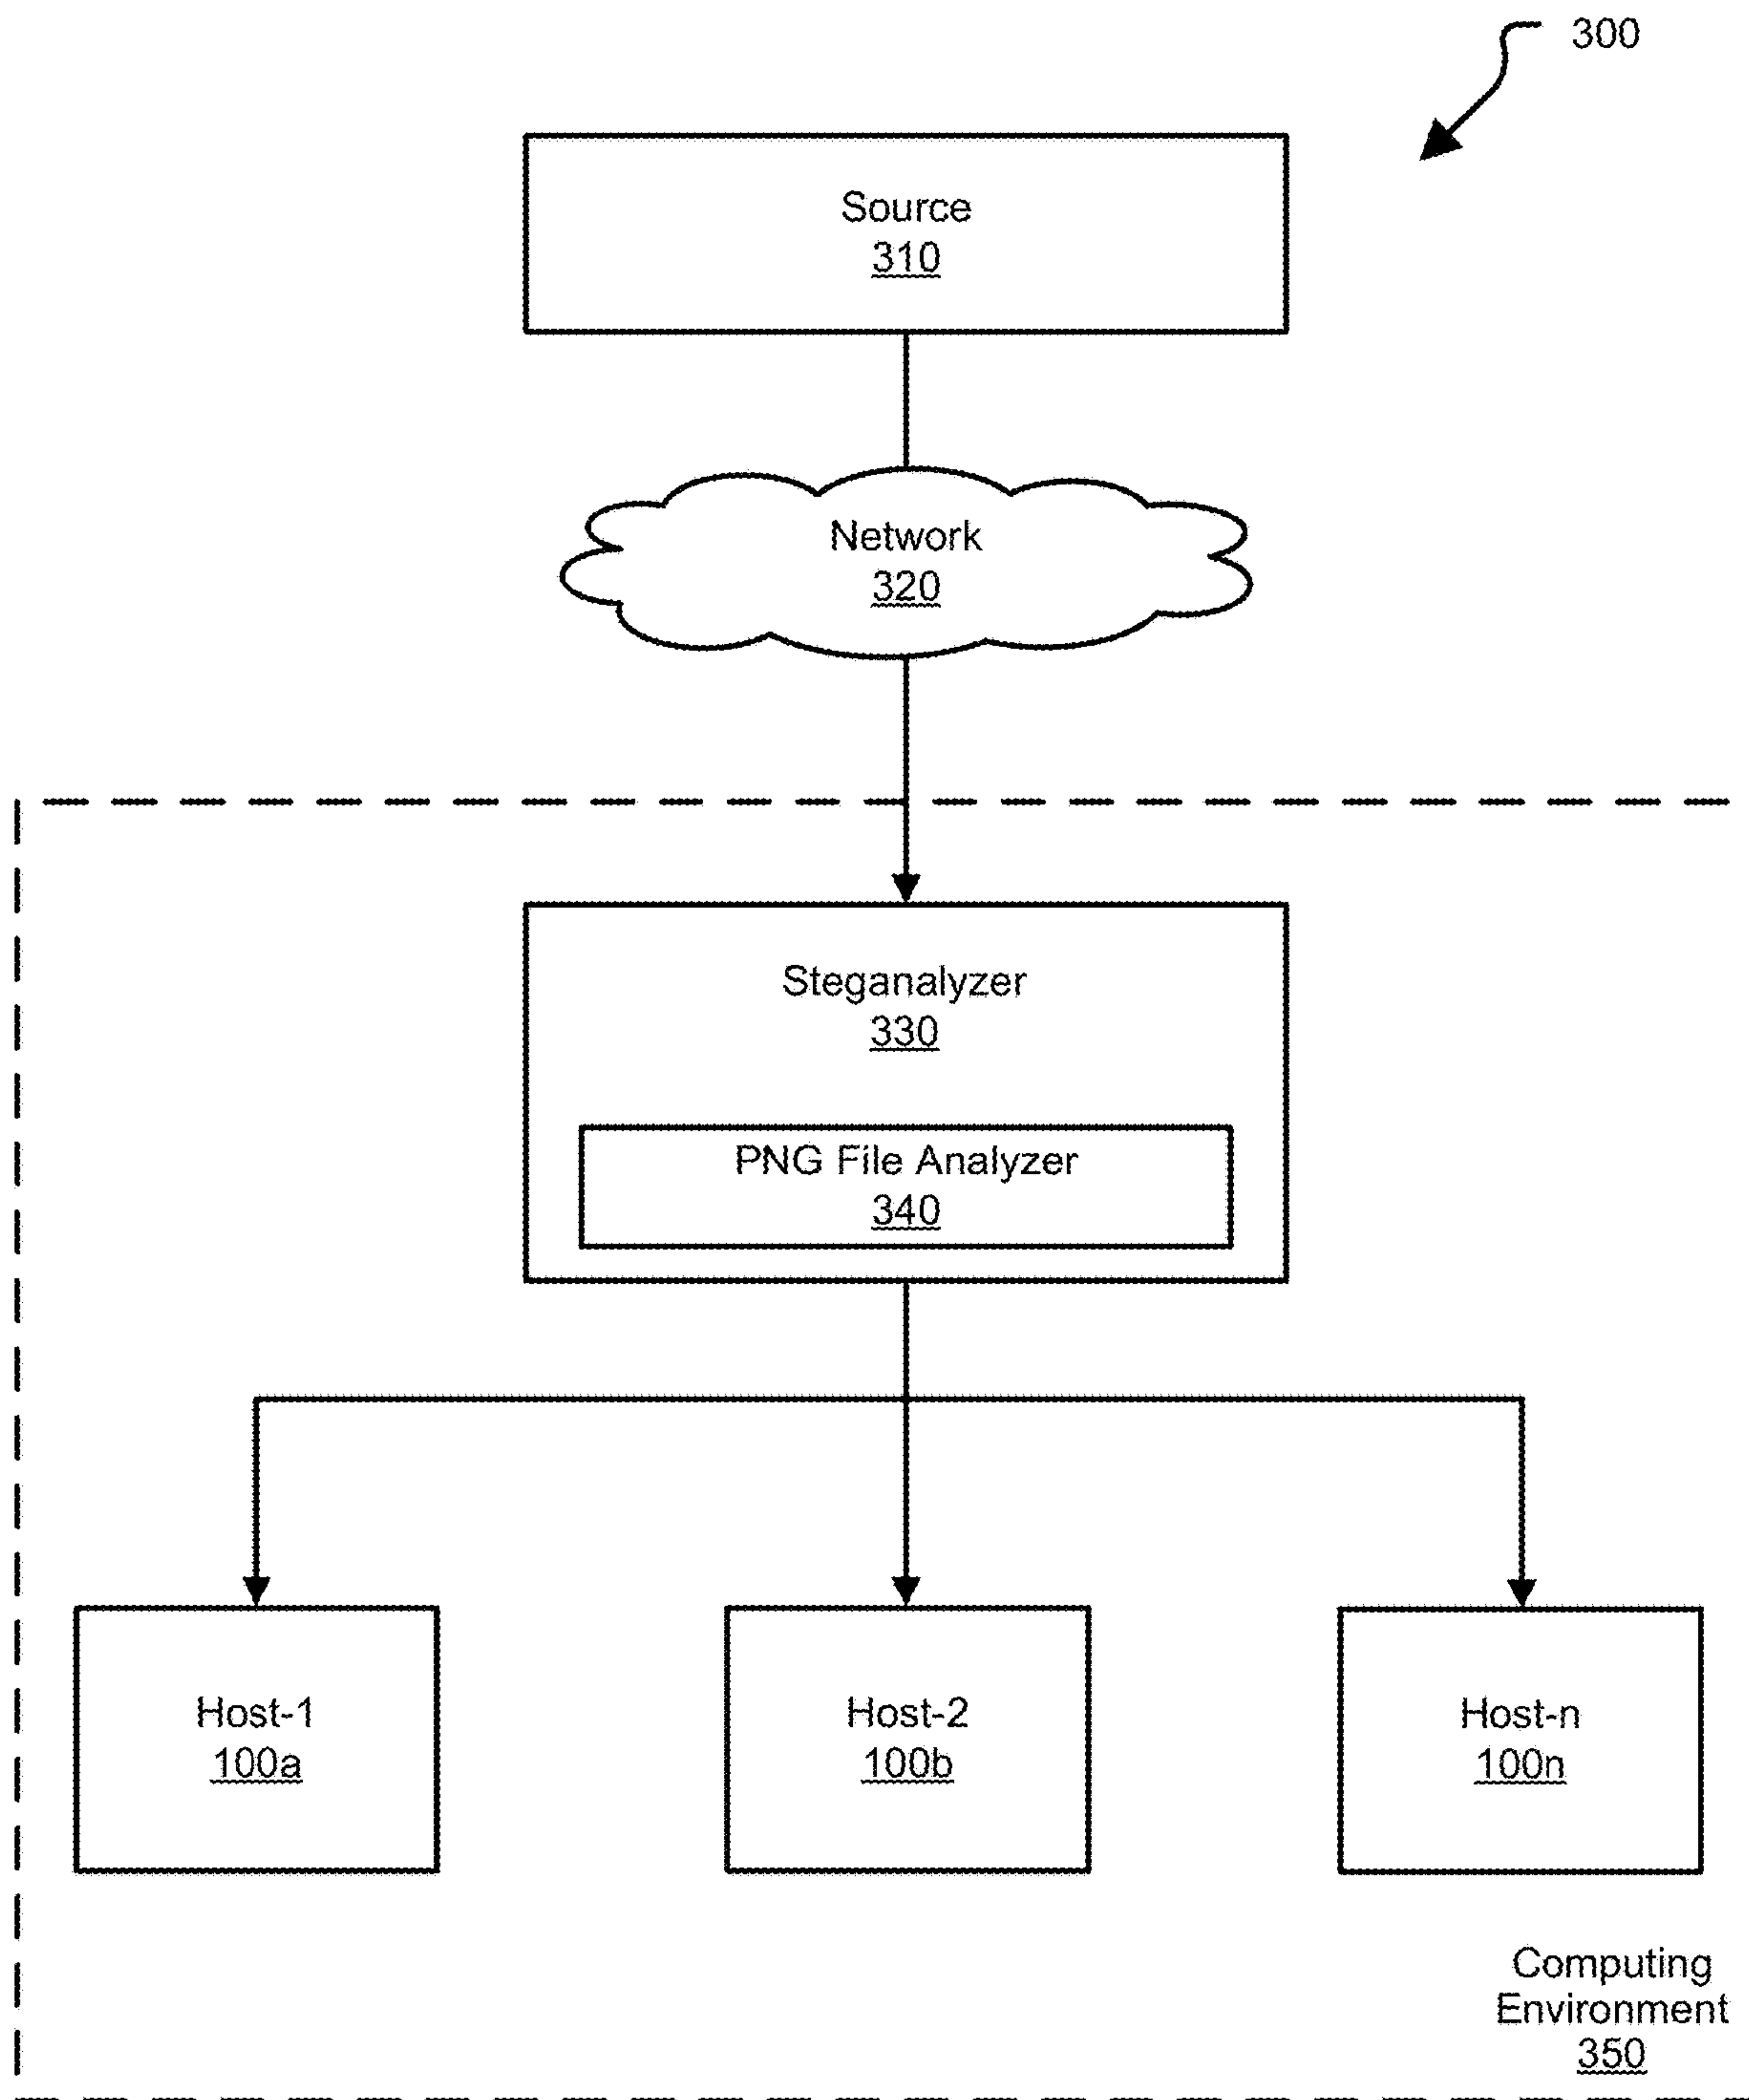 300
Source
310
Network
320
Steganalyzer
330
PNG File Analyzer
340
Host-1
100a
Host-2
100b
Host-n
100n
Computing
Environment
350